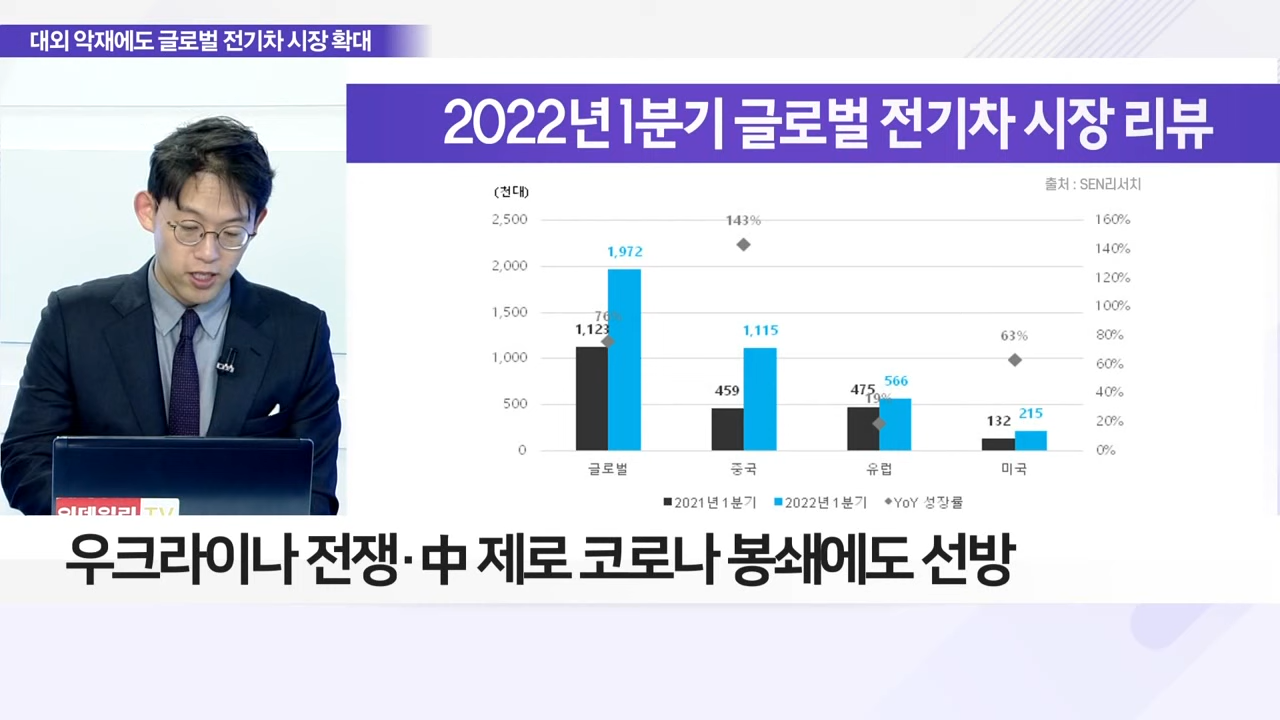 대외 악재에도 글로벌 전기차 시장 확대
2022년 1분기 글로벌 전기차 시장 리뷰
출처 : SEN리서치
(천대)
2,500
2,000
1,500
1,000
500
0
160%
140%
120%
100%
80%
60%
40%
20%
0%
1,123
76%
1,972
459
143%
1,115
475
19%
566
132
63%
215
글로벌
중국
유럽
미국
■2021년 1분기 ■2022년 1분기 ◆YoY 성장률
이데일리 TV
우크라이나 전쟁·中 제로 코로나 봉쇄에도 선방